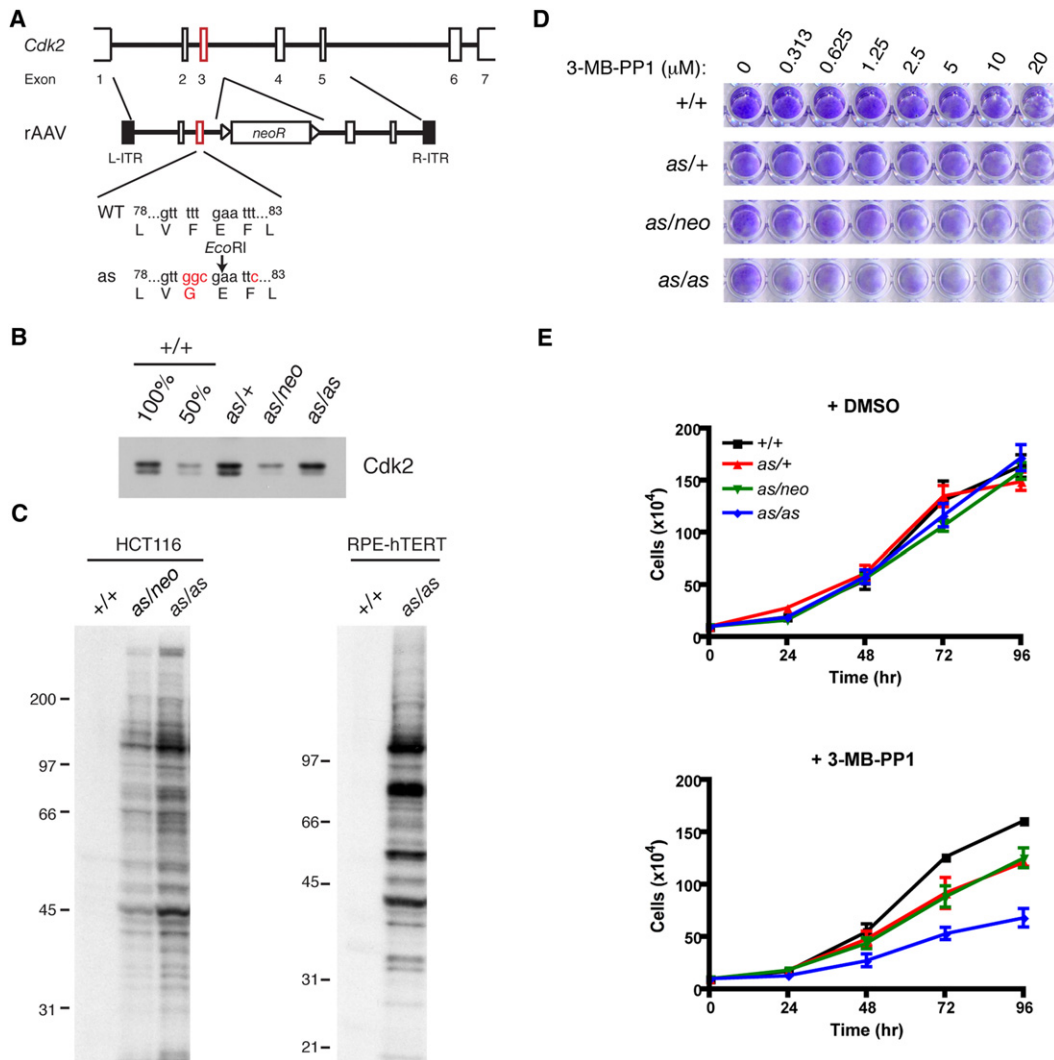 A
Cdk2
Exon 1 2 3 4 5 6 7
rAAV
neoR
L-ITR R-ITR
WT 78...gtt ttt gaa ttt...83
L V F E F L
EcoRI
as 78...gtt ggc gaa ttc...83
L V G E F L
B
+/+
100% 50% as/+ as/neo as/as
Cdk2
C
HCT116
+/+ as/neo as/as
200
97
66
45
31
RPE-hTERT
+/+ as/as
97
66
45
31
21
D
3-MB-PP1 (μM): 0 0.313 0.625 1.25 2.5 5 10 20
+/+
as/+
as/neo
as/as
E
+ DMSO
Cells (x10⁴)
200
150
100
50
0
+/+
as/+
as/neo
as/as
0 24 48 72 96
Time (hr)
+ 3-MB-PP1
Cells (x10⁴)
200
150
100
50
0
0 24 48 72 96
Time (hr)